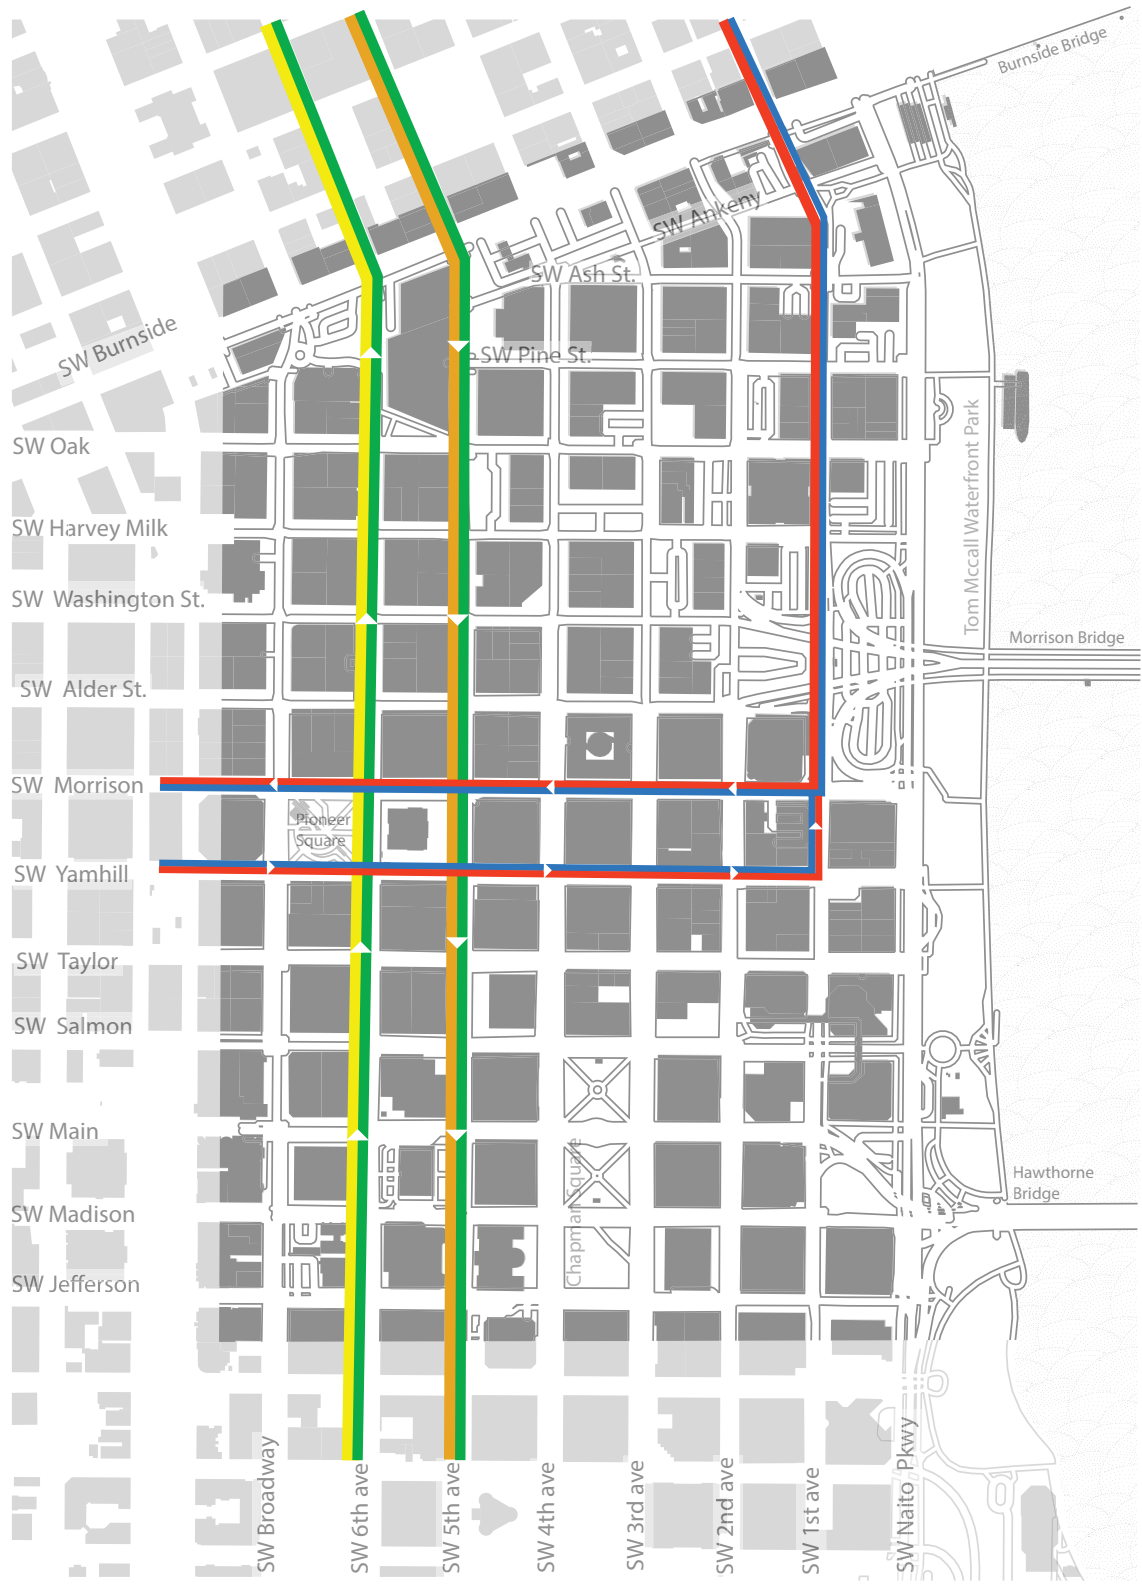 Burnside Bridge
SW Ankeny
SW Ash St.
SW Burnside
SW Pine St.
SW Oak
Tom Mccall Waterfront Park
SW Harvey Milk
SW Washington St.
Morrison Bridge
SW Alder St.
SW Morrison
Pioneer
Square
SW Yamhill
SW Taylor
SW Salmon
SW Main
Chapman Square
Hawthorne
Bridge
SW Madison
SW Jefferson
SW Broadway
SW 6th ave
SW 5th ave
SW 4th ave
SW 3rd ave
SW 2nd ave
SW 1st ave
SW Naito Pkwy